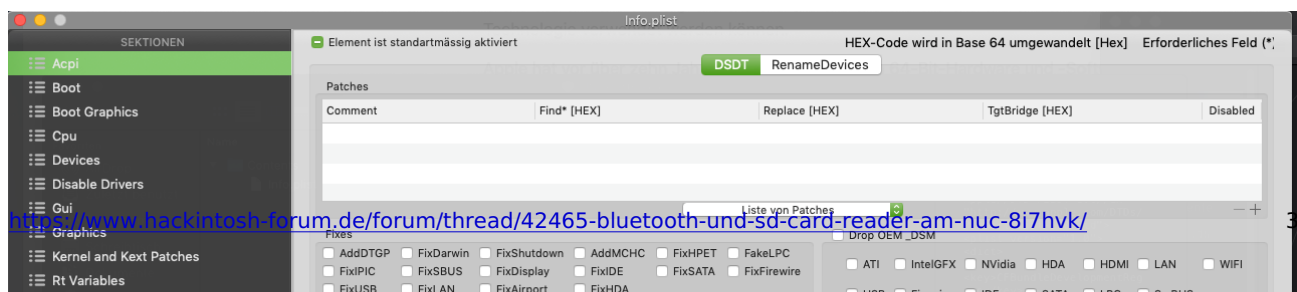 Info.plist
SEKTIONEN
Element ist standartmässig aktiviert
HEX-Code wird in Base 64 umgewandelt [Hex] Erforderliches Feld (*)
Acpi
DSDT RenameDevices
Boot
Patches
Boot Graphics
Comment Find* [HEX] Replace [HEX] TgtBridge [HEX] Disabled
Cpu
Devices
Disable Drivers
Gui
Liste von Patches
https://www.hackintosh-forum.de/forum/thread/42465-bluetooth-und-sd-card-reader-am-nuc-8i7hvk/ 3
Graphics
Fixes
Drop OEM _DSM
Kernel and Kext Patches
AddDTGP FixDarwin FixShutdown AddMCHC FixHPET FakeLPC
ATI IntelGFX NVidia HDA HDMI LAN WIFI
Rt Variables
FixIPIC FixSBUS FixDisplay FixIDE FixSATA FixFirewire
FixUSB FixLAN FixAirport FixHDA